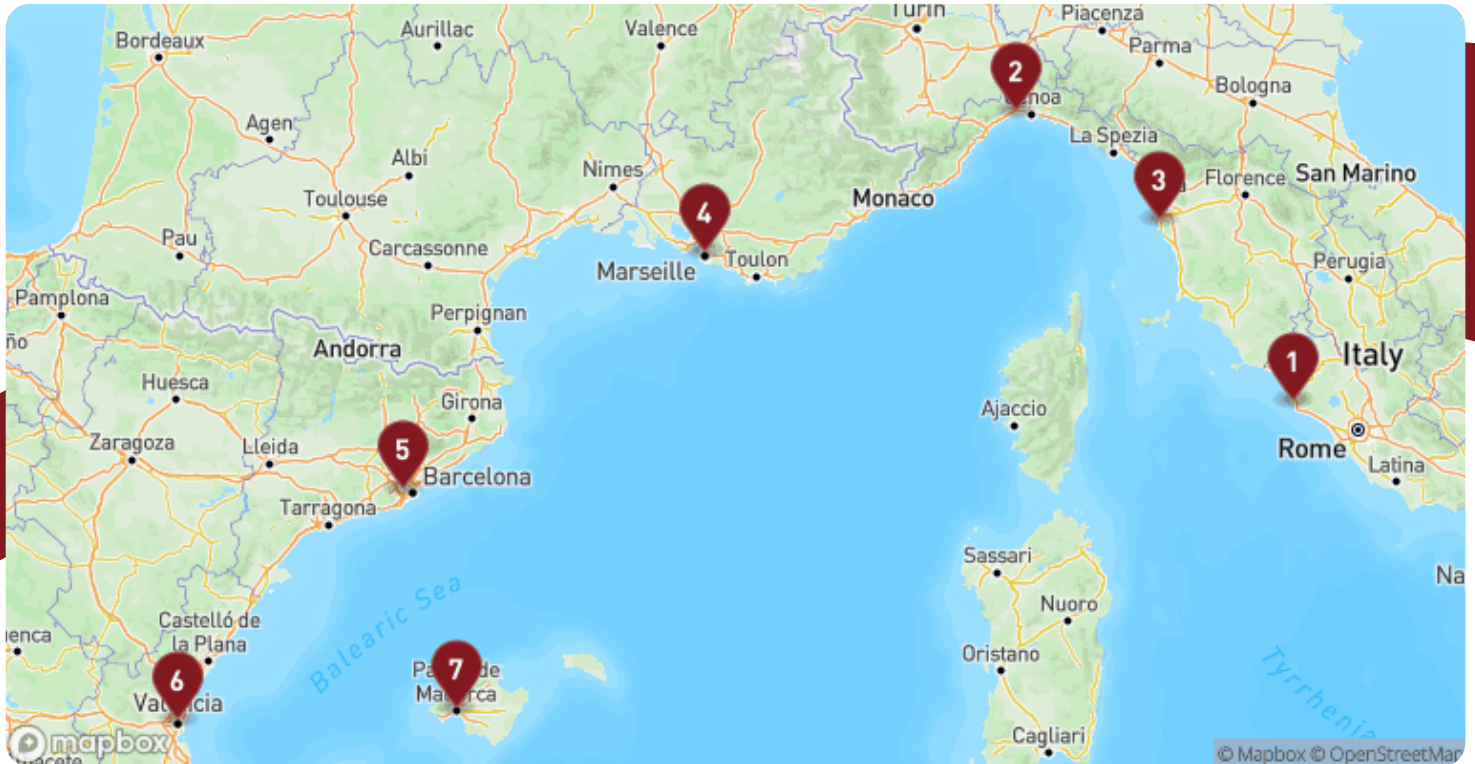 Turin
Piacenza
Bordeaux
Aurillac
Valence
Parma
2
Bologna
Agen
La Spezia
Albi
Nimes
3
Florence
San Marino
Toulouse
Monaco
4
Pau
Carcassonne
Marseille
Toulon
Perugia
Pamplona
Perpignan
Andorra
1
Italy
Huesca
Girona
Ajaccio
Zaragoza
Lleida
5
Barcelona
Rome
Latina
Tarragona
Sassari
Balearic Sea
Nuoro
Castelló de
la Plana
Oristano
6
7
de
Tyrrhenia
Cagliari
mapbox
© Mapbox © OpenStreetMap